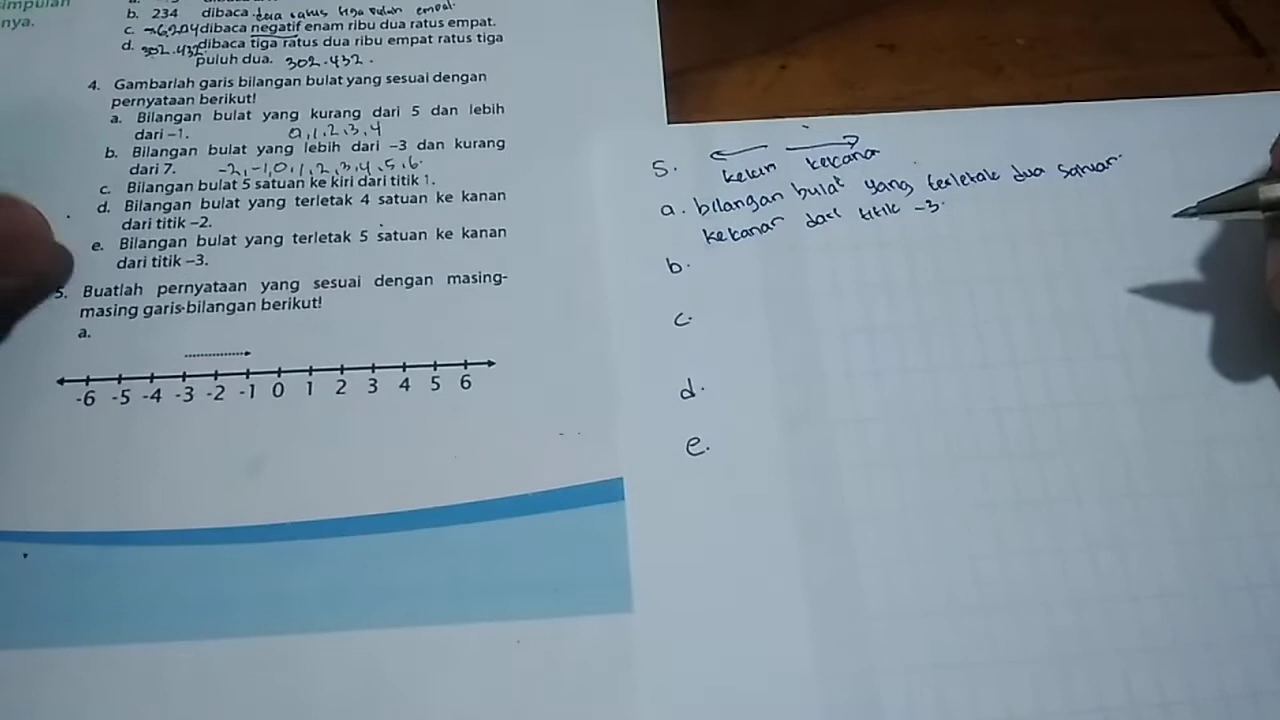 simpulan
nya.
b. 234 dibaca dua ratus tiga puluh empat.
c. -6204 dibaca negatif enam ribu dua ratus empat.
d. 302.432 dibaca tiga ratus dua ribu empat ratus tiga
puluh dua. 302.432.
4. Gambarlah garis bilangan bulat yang sesuai dengan
pernyataan berikut!
a. Bilangan bulat yang kurang dari 5 dan lebih
dari –1. 0,1,2,3,4
b. Bilangan bulat yang lebih dari –3 dan kurang
dari 7. -2,-1,0,1,2,3,4,5,6.
c. Bilangan bulat 5 satuan ke kiri dari titik 1.
d. Bilangan bulat yang terletak 4 satuan ke kanan
dari titik –2.
e. Bilangan bulat yang terletak 5 satuan ke kanan
dari titik –3.
5. Buatlah pernyataan yang sesuai dengan masing-
masing garis bilangan berikut!
a.
-6 -5 -4 -3 -2 -1 0 1 2 3 4 5 6
5.
kekiri kekanan
a. bilangan bulat yang terletak dua satuan
kekanan dari titik -3.
b.
c.
d.
e.